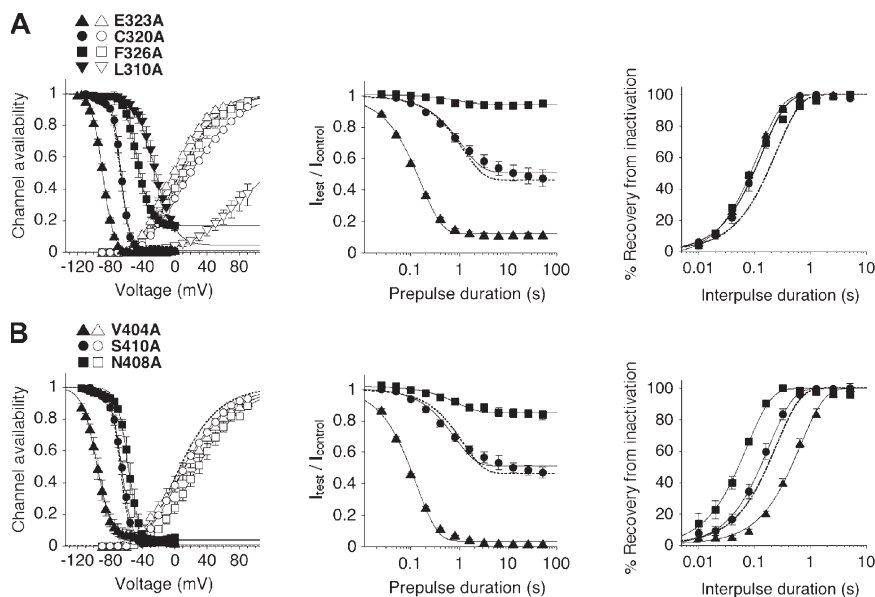 A
E323A
C320A
F326A
L310A
Channel availability
1
0.8
0.6
0.4
0.2
0
-120 -80 -40 0 40 80
Voltage (mV)
Itest / Icontrol
1
0.8
0.6
0.4
0.2
0
0.1 1 10 100
Prepulse duration (s)
% Recovery from inactivation
100
80
60
40
20
0
0.01 0.1 1 10
Interpulse duration (s)
B
V404A
S410A
N408A
Channel availability
1
0.8
0.6
0.4
0.2
0
-120 -80 -40 0 40 80
Voltage (mV)
Itest / Icontrol
1
0.8
0.6
0.4
0.2
0
0.1 1 10 100
Prepulse duration (s)
% Recovery from inactivation
100
80
60
40
20
0
0.01 0.1 1 10
Interpulse duration (s)